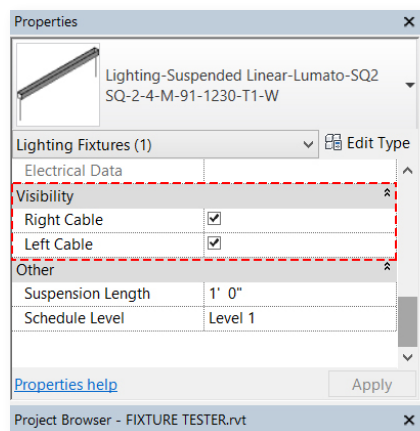 Properties
Lighting-Suspended Linear-Lumato-SQ2
SQ-2-4-M-91-1230-T1-W
Lighting Fixtures (1)
Edit Type
Electrical Data
Visibility
Right Cable
Left Cable
Other
Suspension Length 1' 0"
Schedule Level Level 1
Properties help
Apply
Project Browser - FIXTURE TESTER.rvt